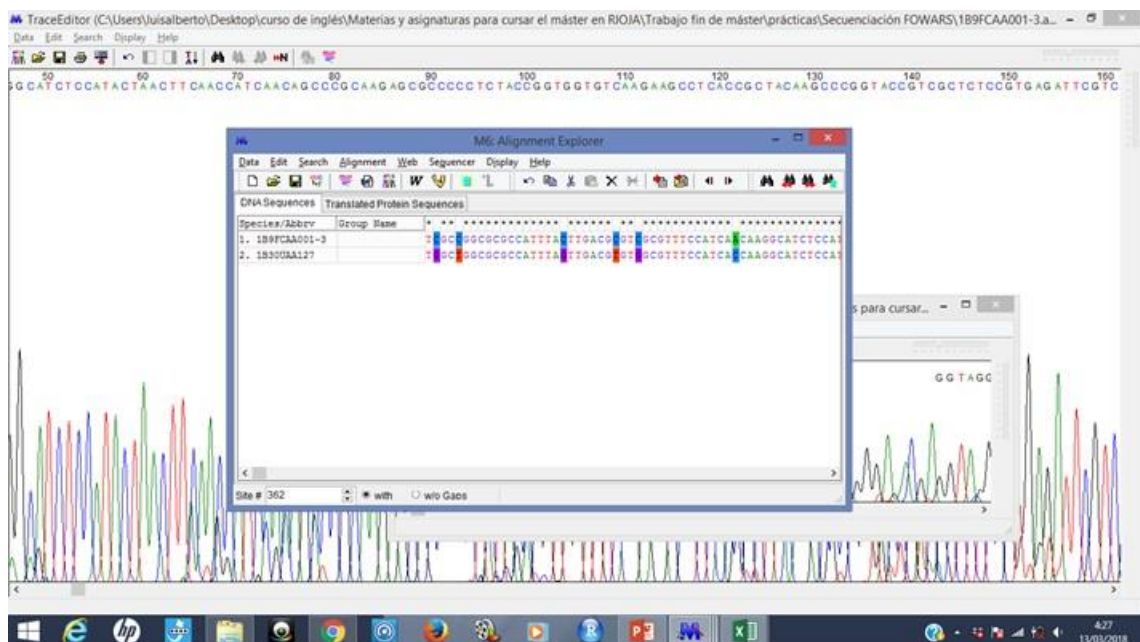 TraceEditor (C:\Users\luisalberto\Desktop\curso de inglés\Materias y asignaturas para cursar el máster en RIOJA\Trabajo fin de máster\prácticas\Secuenciación FOWARS\1B9FCAA001-3.a...
Data Edit Search Display Help
50 60 70 80 90 100 110 120 130 140 150 160
GGCATCTCCATACTAACTTCAACCATCAACAGCCCGCAAGAGCGCCCCCTCTACCGGTGGTGTCAAGAAGCCTCACCGCTACAAGCCCGGTACCGTCGCTCTCCGTGAGATTCGTC
M6: Alignment Explorer
Data Edit Search Alignment Web Sequencer Display Help
W
DNA Sequences Translated Protein Sequences
Species/Abbrv Group Name
1. 1B9FCAA001-3
2. 1B30UAA127
s para cursar...
GGTAGG
Site # 362 with w/o Gaps
4:27
13/03/2018